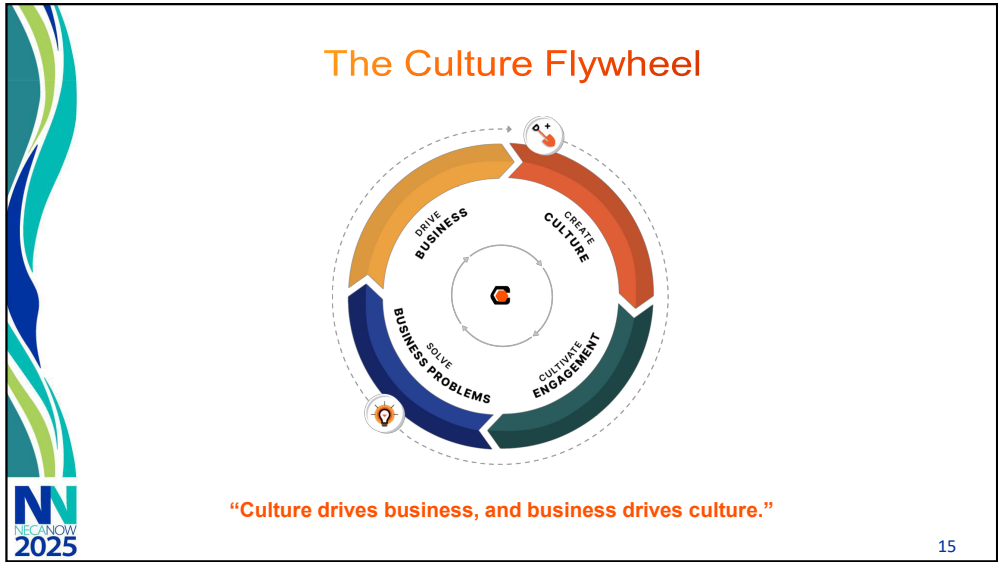 The Culture Flywheel
DRIVE
BUSINESS
CREATE
CULTURE
SOLVE
BUSINESS PROBLEMS
CULTIVATE
ENGAGEMENT
“Culture drives business, and business drives culture.”
NN
NECANOW
2025
15